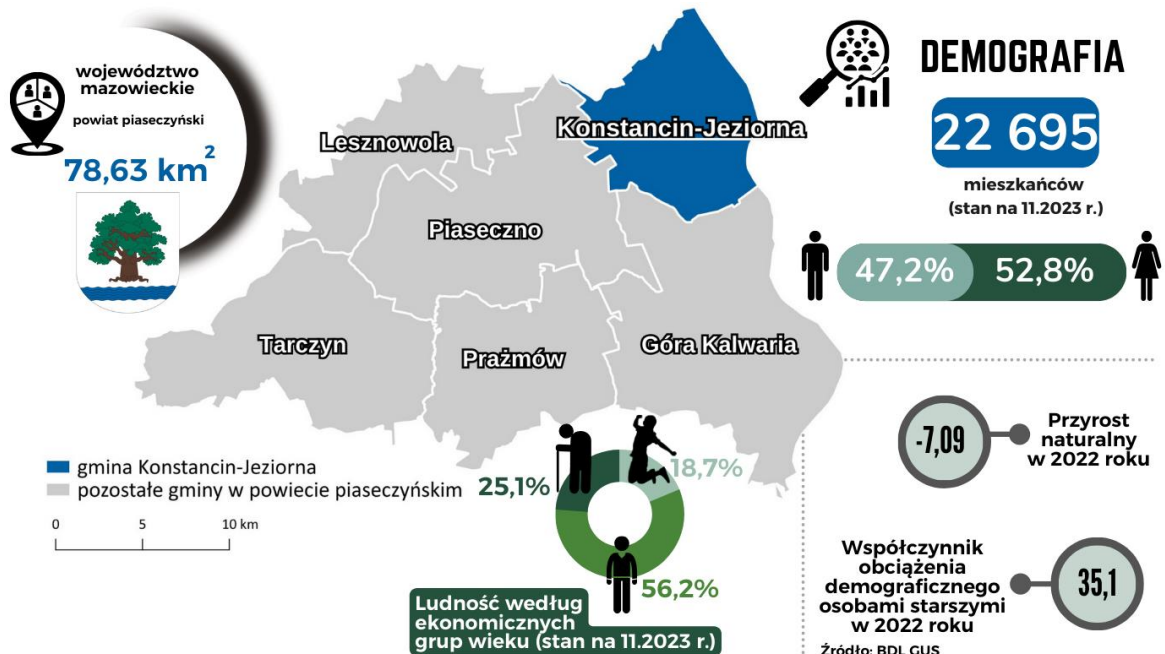 województwo
mazowieckie
powiat piaseczyński
78,63 km²
Lesznowola
Konstancin-Jeziorna
Piaseczno
Tarczyn
Prażmów
Góra Kalwaria
gmina Konstancin-Jeziorna
pozostałe gminy w powiecie piaseczyńskim
0 5 10 km
DEMOGRAFIA
22 695
mieszkańców
(stan na 11.2023 r.)
47,2% 52,8%
25,1%
18,7%
56,2%
Ludność według
ekonomicznych
grup wieku (stan na 11.2023 r.)
-7,09
Przyrost
naturalny
w 2022 roku
Współczynnik
obciążenia
demograficznego
osobami starszymi
w 2022 roku
35,1
Źródło: BDL GUS